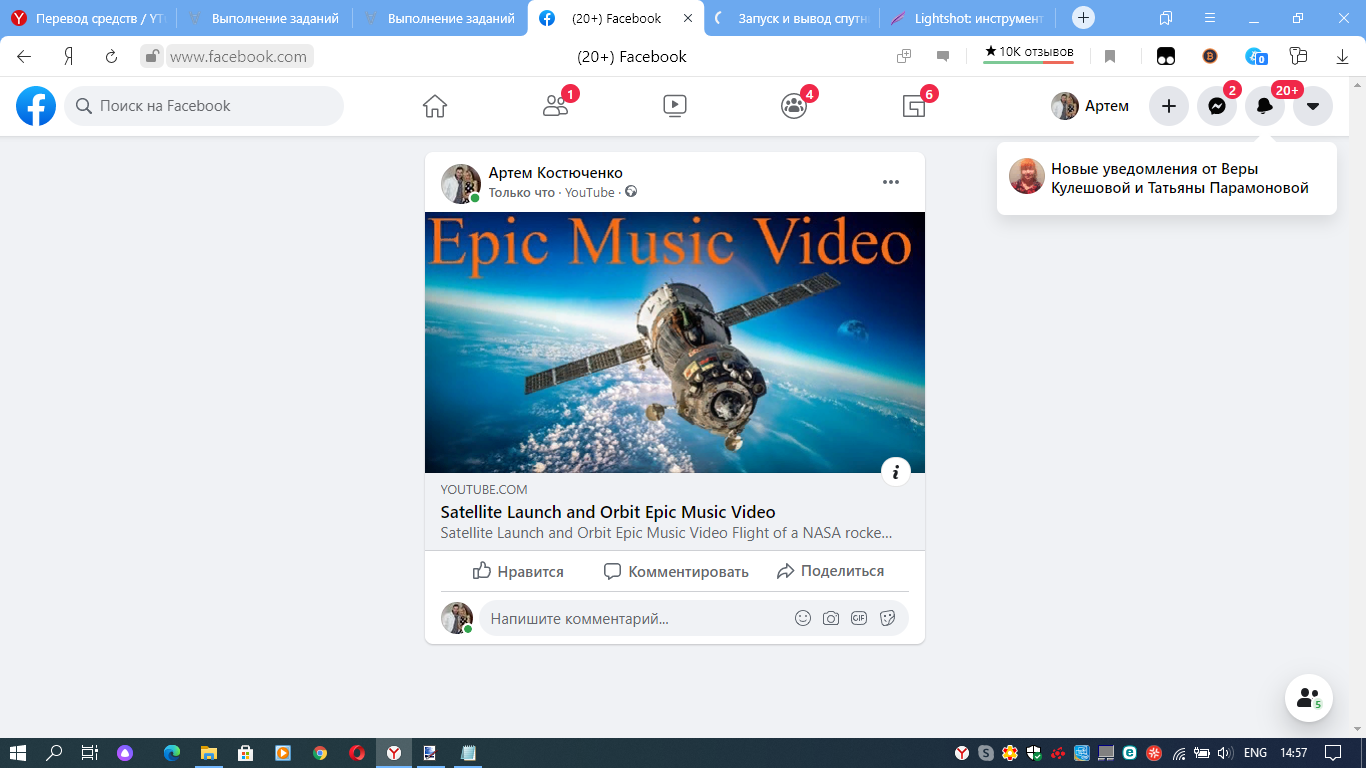 Перевод средств / YT
Выполнение заданий
Выполнение заданий
(20+) Facebook
Запуск и вывод спутн
Lightshot: инструмент
www.facebook.com
(20+) Facebook
★10K отзывов
0
Поиск на Facebook
1
4
6
Артем
2
20+
Артем Костюченко
Только что · YouTube ·
Новые уведомления от Веры
Кулешовой и Татьяны Парамоновой
Epic Music Video
YOUTUBE.COM
Satellite Launch and Orbit Epic Music Video
Satellite Launch and Orbit Epic Music Video Flight of a NASA rocke...
Нравится
Комментировать
Поделиться
Напишите комментарий...
GIF
5
ENG
14:57